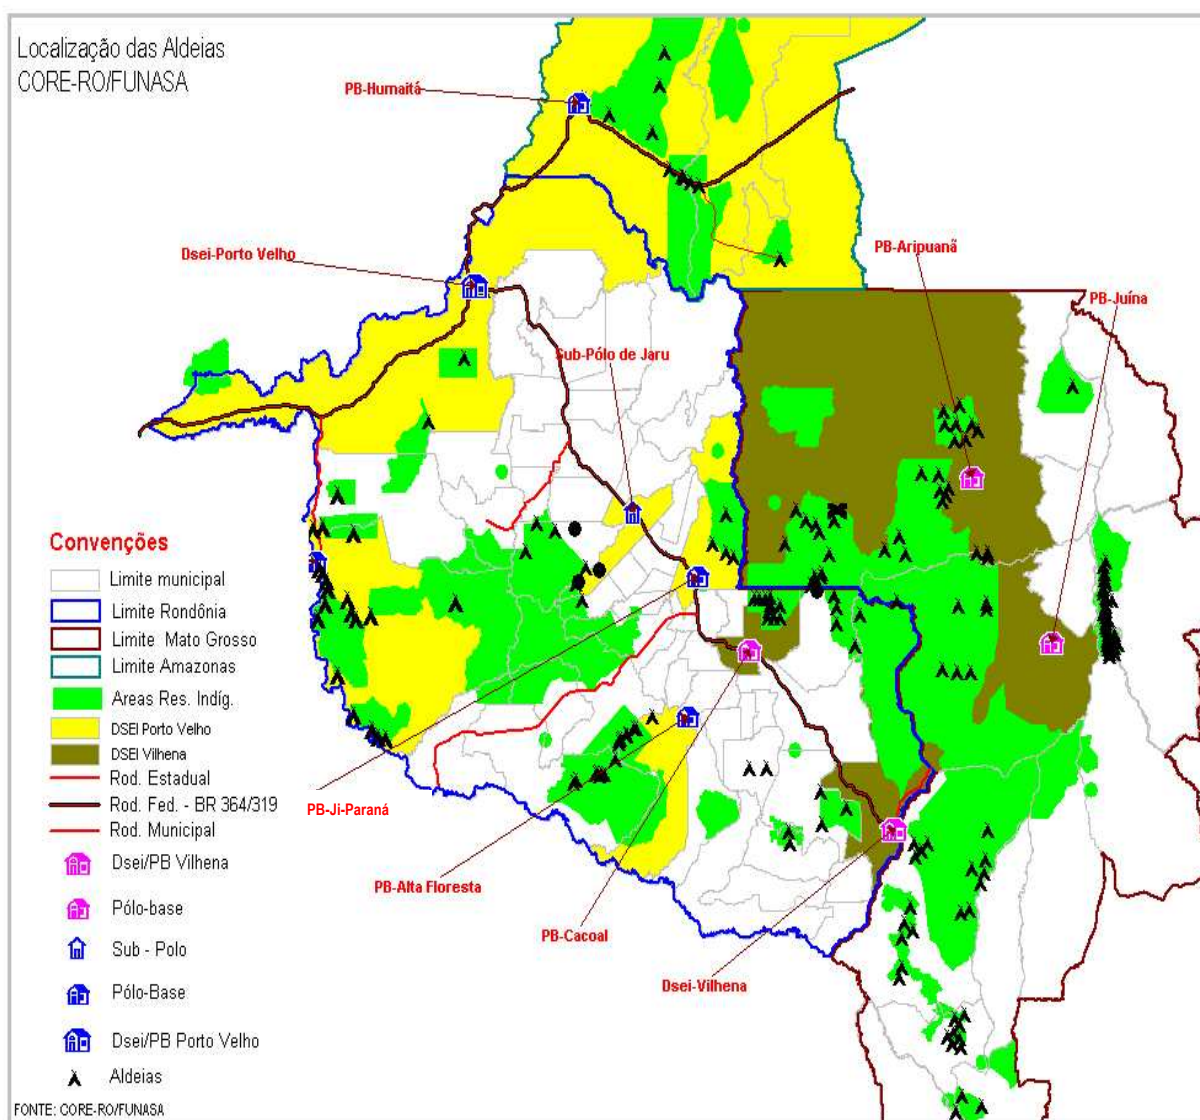 Localização das Aldeias
CORE-RO/FUNASA
PB-Humaitá
Dsei-Porto Velho
PB-Aripuanã
PB-Juína
Sub-Pólo de Jaru
Convenções
Limite municipal
Limite Rondônia
Limite Mato Grosso
Limite Amazonas
Areas Res. Indíg.
DSEI Porto Velho
DSEI Vilhena
Rod. Estadual
Rod. Fed. - BR 364/319
Rod. Municipal
Dsei/PB Vilhena
Pólo-base
Sub - Polo
Pólo-Base
Dsei/PB Porto Velho
Aldeias
PB-Ji-Paraná
PB-Alta Floresta
PB-Cacoal
Dsei-Vilhena
FONTE: CORE-RO/FUNASA